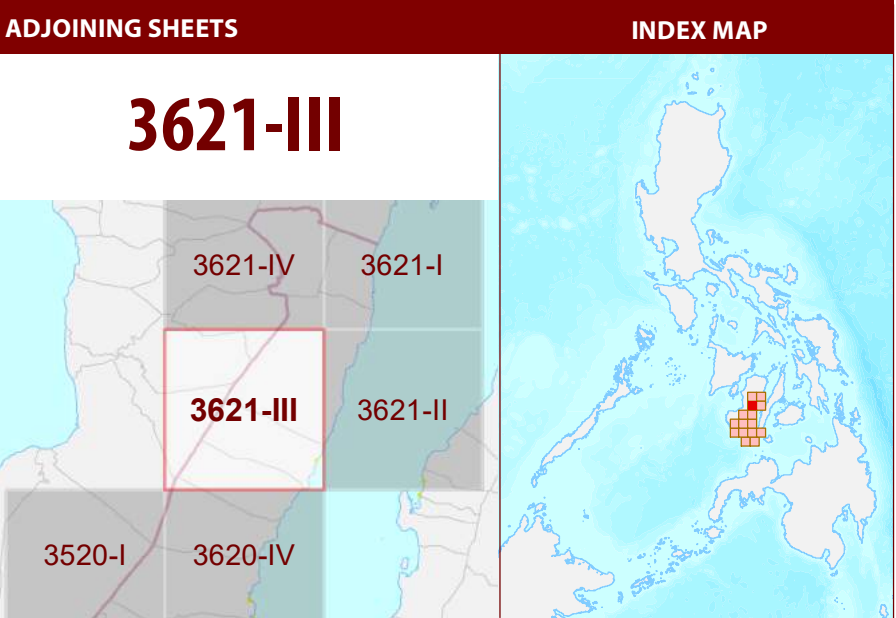 ADJOINING SHEETS
INDEX MAP
3621-III
3621-IV
3621-I
3621-III
3621-II
3520-I
3620-IV